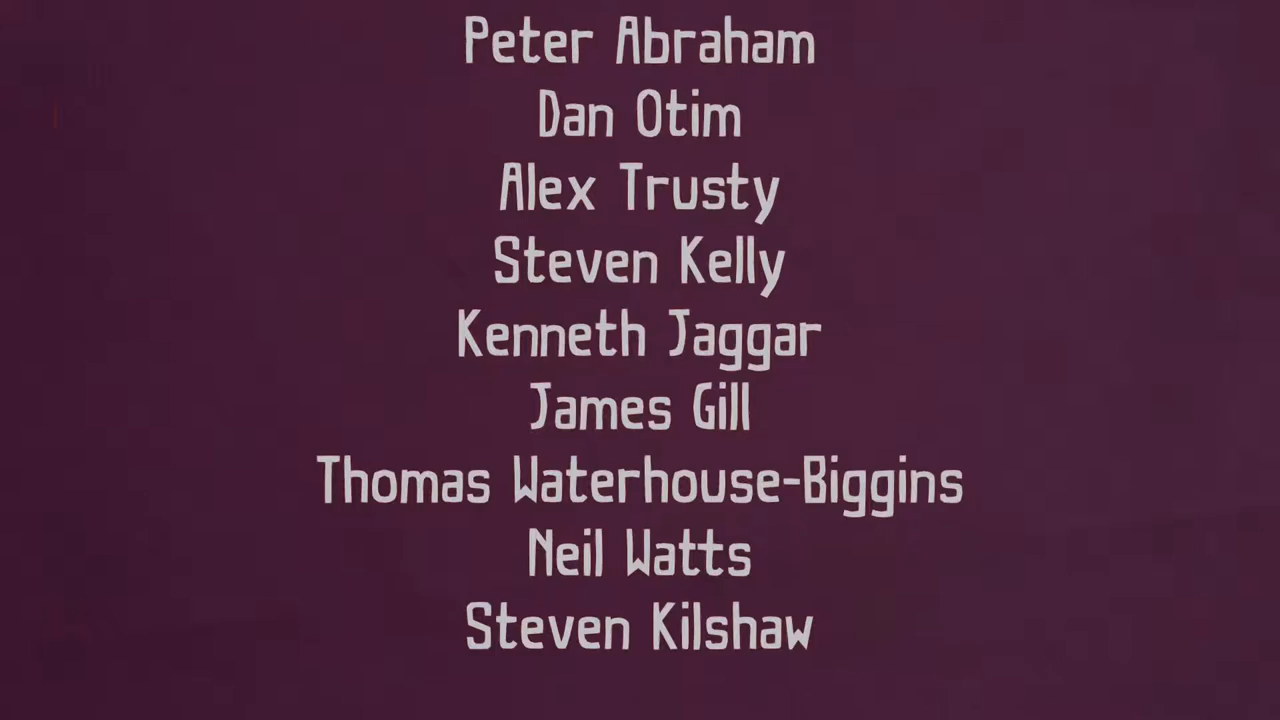 Peter Abraham
Dan Otim
Alex Trusty
Steven Kelly
Kenneth Jaggar
James Gill
Thomas Waterhouse-Biggins
Neil Watts
Steven Kilshaw